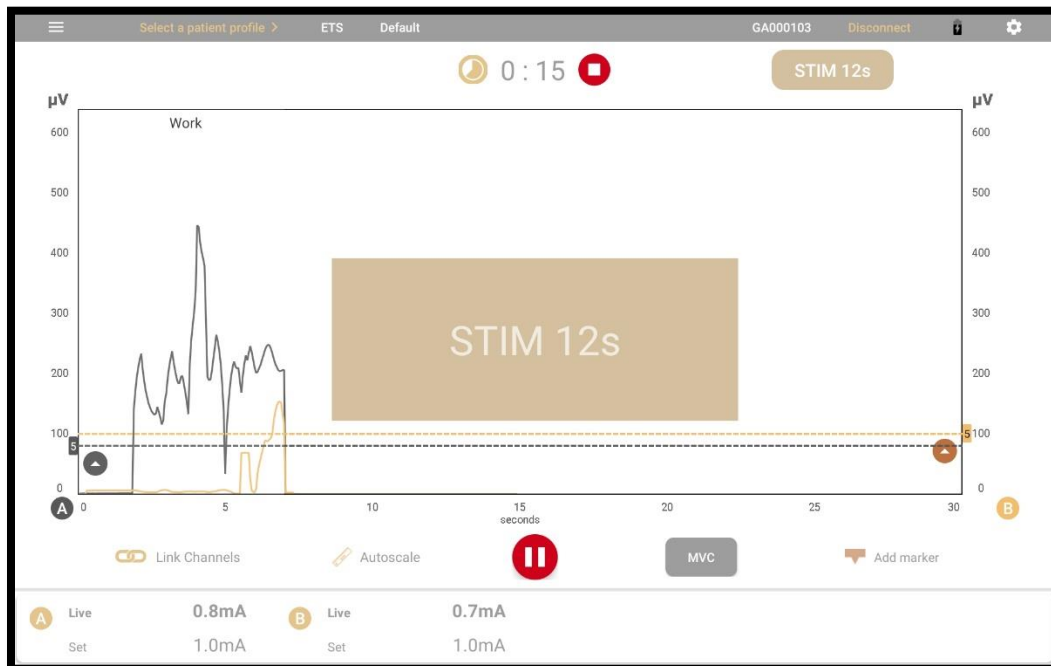 Select a patient profile > ETS Default GA000103 Disconnect
0 : 15 STIM 12s
µV µV
Work
600 600
500 500
400 400
300 300
STIM 12s
200 200
100 5 100
5
0 0
A 0 5 10 15 20 25 30 B
seconds
Link Channels Autoscale MVC Add marker
A Live 0.8mA B Live 0.7mA
Set 1.0mA Set 1.0mA